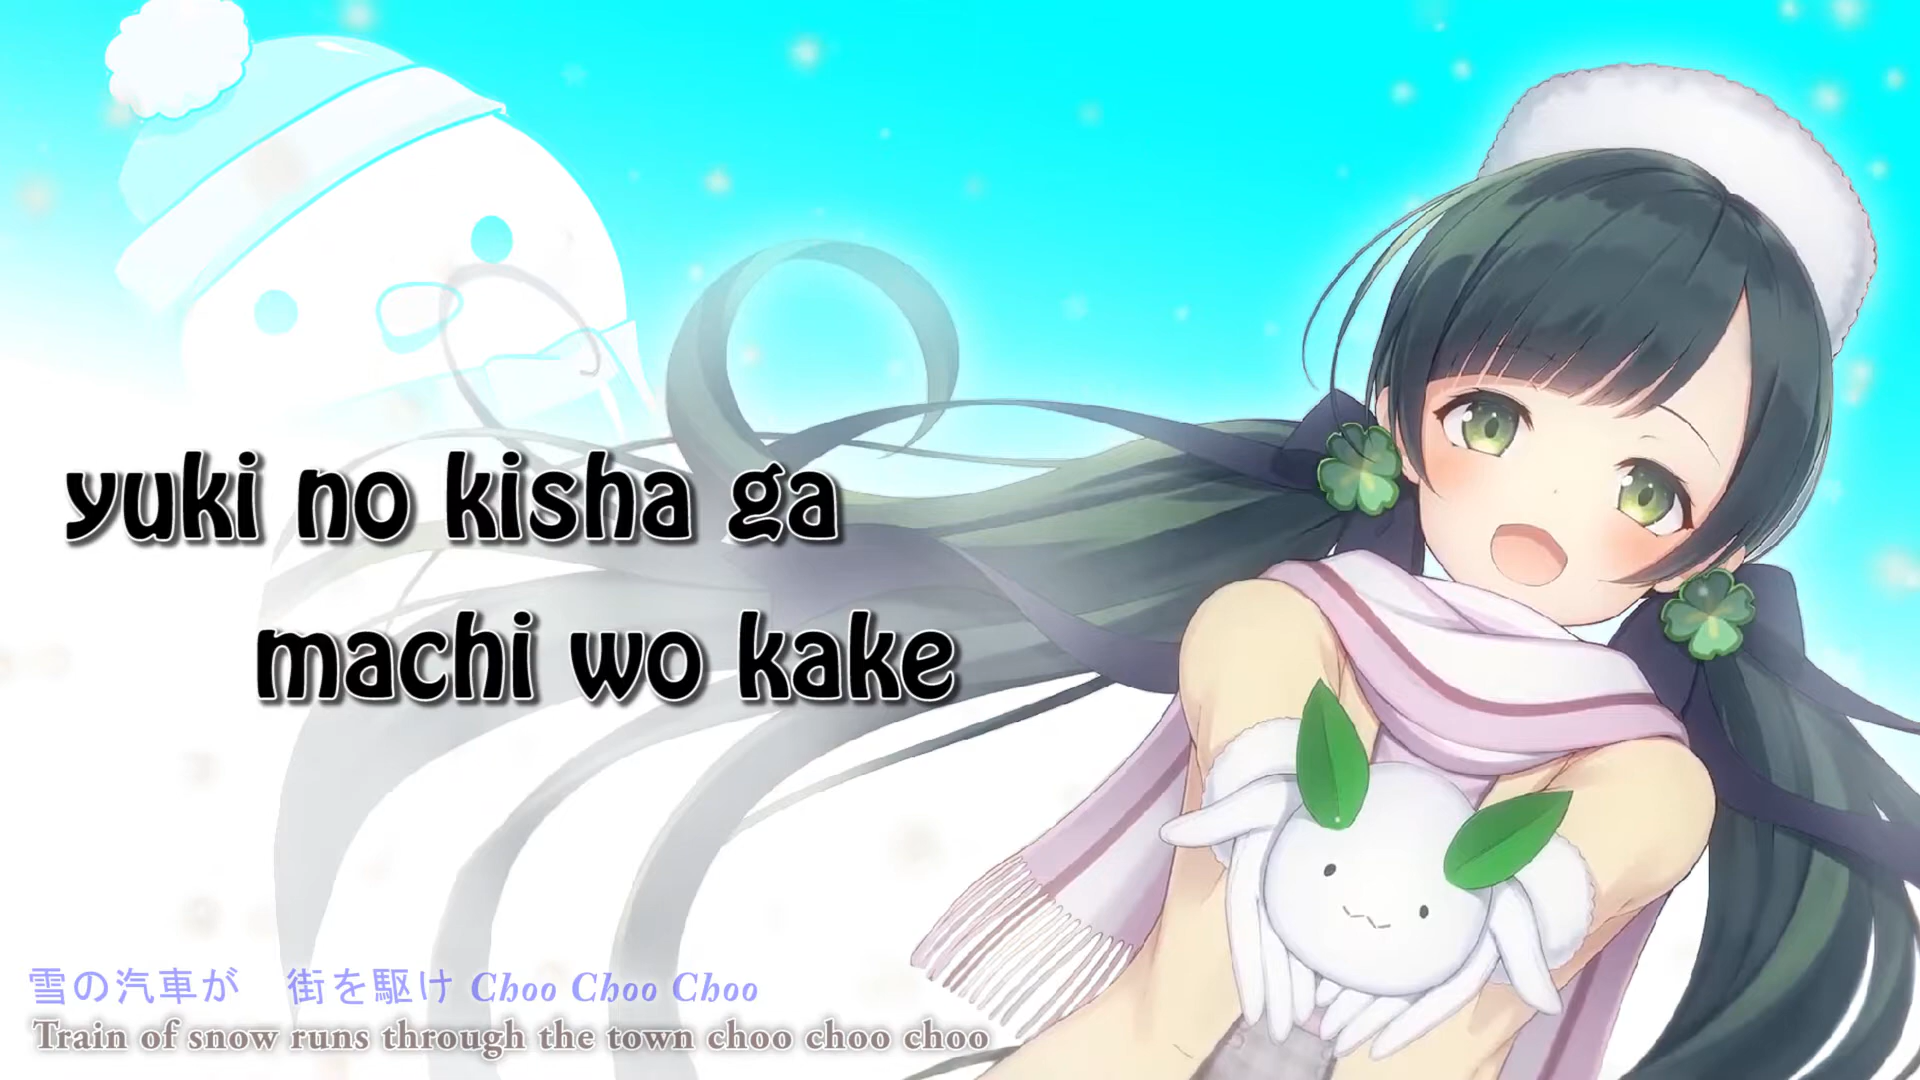 yuki no kisha ga
machi wo kake
雪の汽車が　街を駆け Choo Choo Choo
Train of snow runs through the town choo choo choo